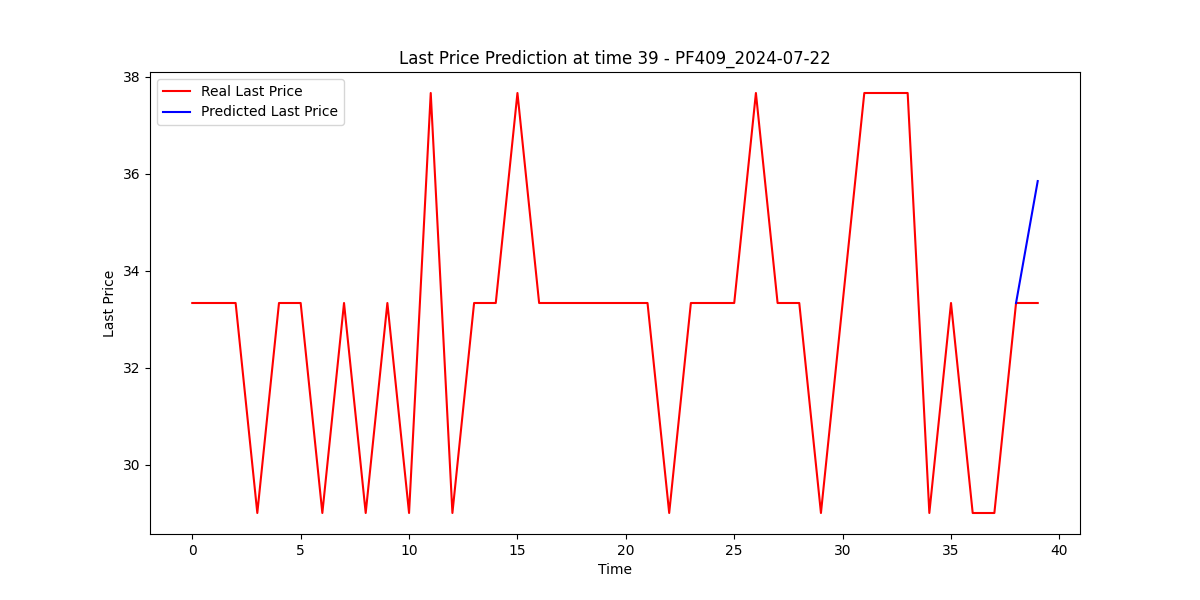 Last Price Prediction at time 39 - PF409_2024-07-22
Real Last Price
Predicted Last Price
Last Price
38
36
34
32
30
0 5 10 15 20 25 30 35 40
Time